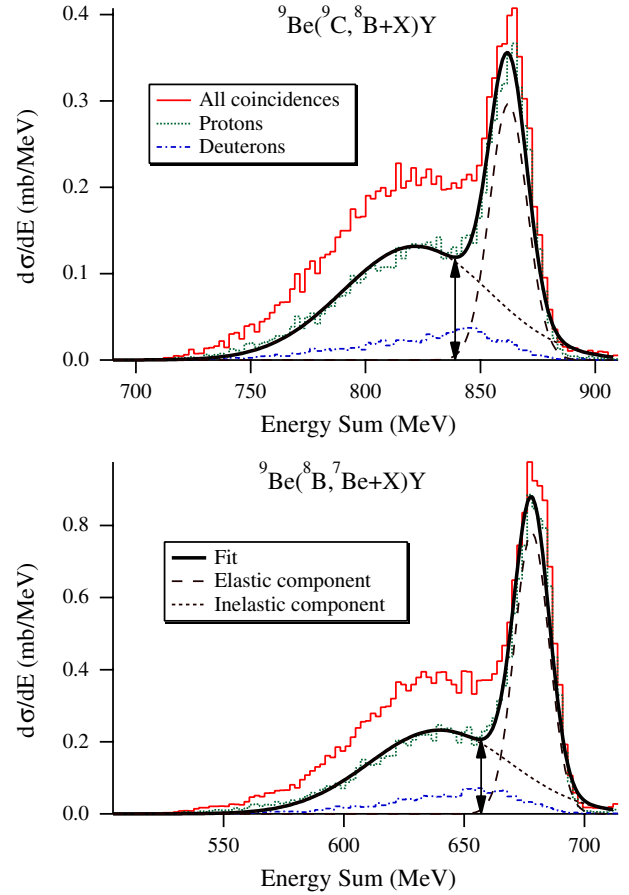 ⁹Be(⁹C,⁸B+X)Y
0.4
0.3
0.2
0.1
0.0
dσ/dE (mb/MeV)
All coincidences
Protons
Deuterons
700 750 800 850 900
Energy Sum (MeV)
⁹Be(⁸B,⁷Be+X)Y
0.8
0.6
0.4
0.2
0.0
dσ/dE (mb/MeV)
Fit
Elastic component
Inelastic component
550 600 650 700
Energy Sum (MeV)